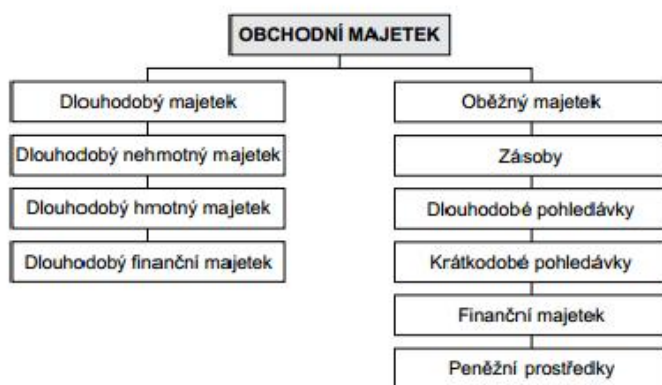 OBCHODNÍ MAJETEK
Dlouhodobý majetek
Dlouhodobý nehmotný majetek
Dlouhodobý hmotný majetek
Dlouhodobý finanční majetek
Oběžný majetek
Zásoby
Dlouhodobé pohledávky
Krátkodobé pohledávky
Finanční majetek
Peněžní prostředky